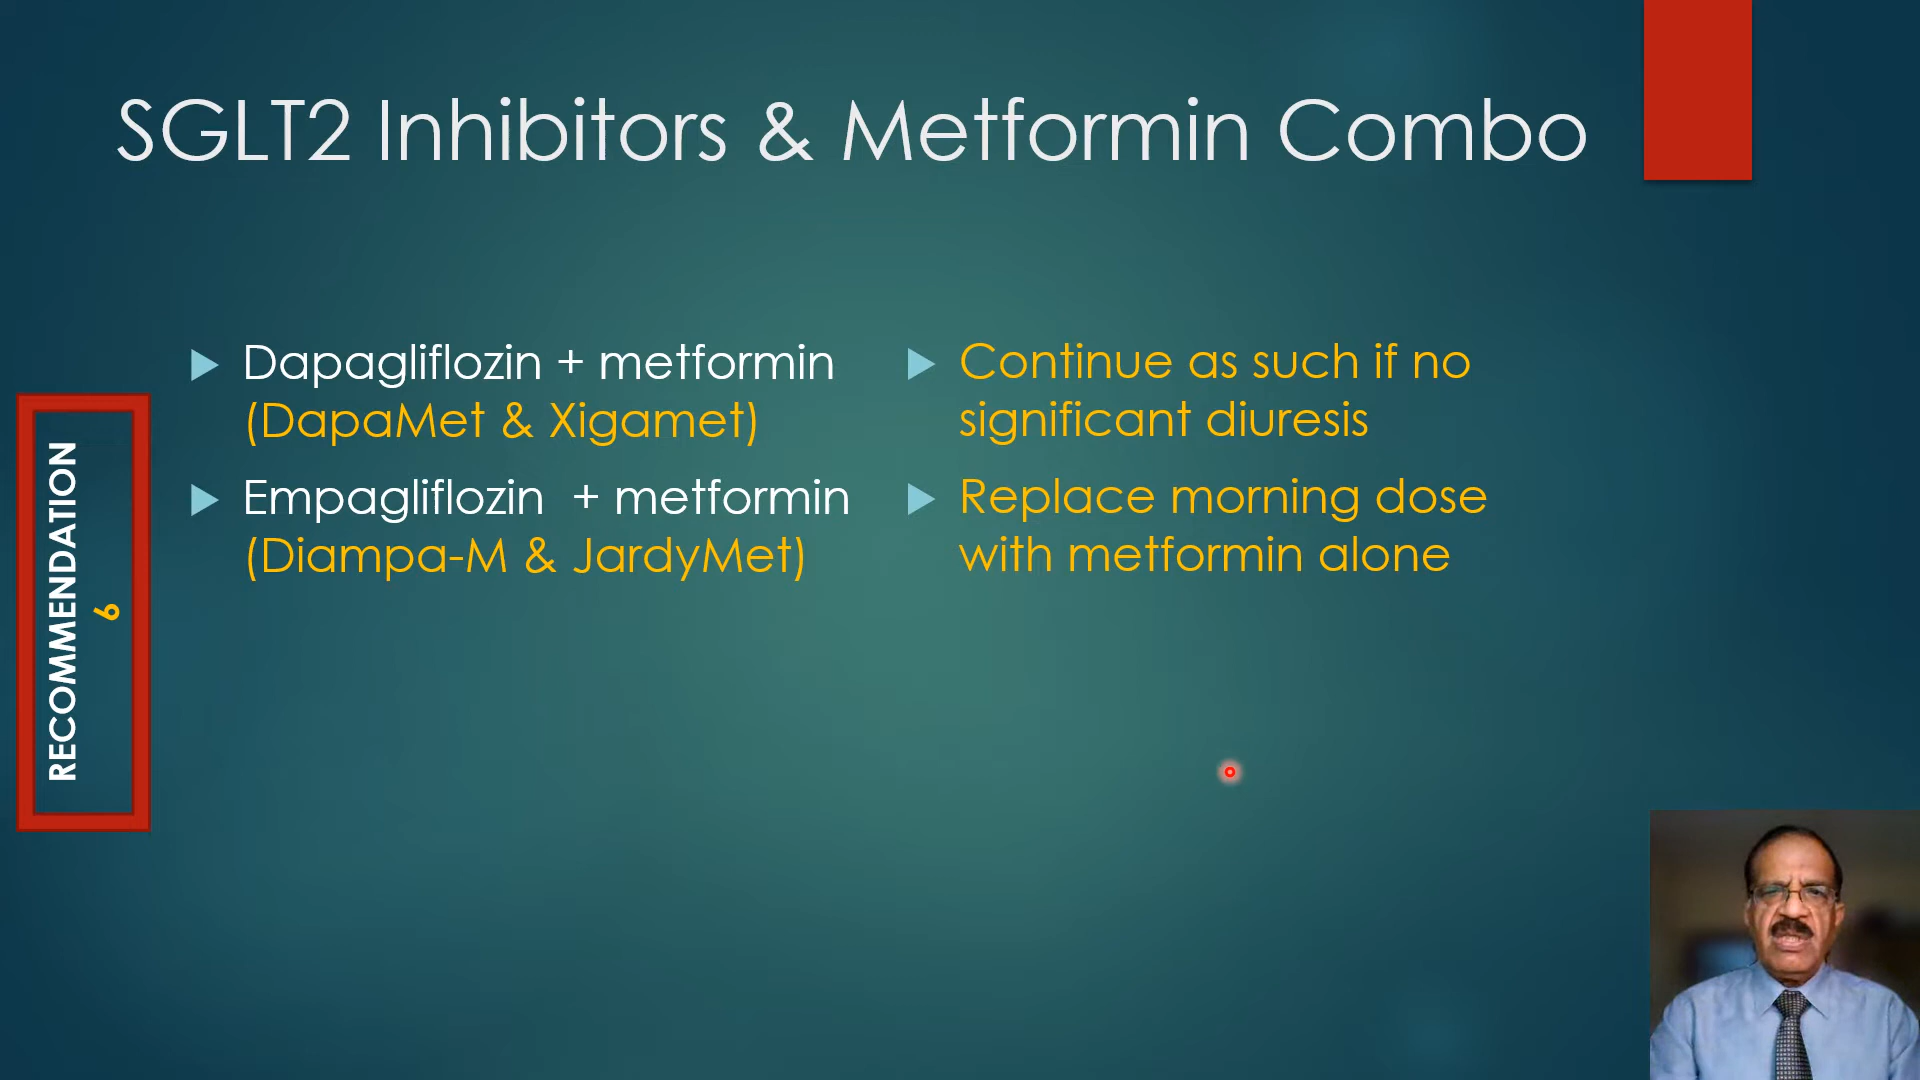 SGLT2 Inhibitors & Metformin Combo
Dapagliflozin + metformin
(DapaMet & Xigamet)
Empagliflozin + metformin
(Diampa-M & JardyMet)
Continue as such if no
significant diuresis
Replace morning dose
with metformin alone
RECOMMENDATION
6